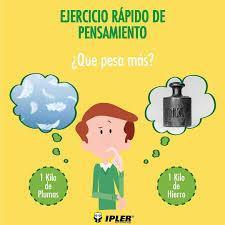 EJERCICIO RÁPIDO DE
PENSAMIENTO
¿Que pesa más?
1 Kilo
de
Plumas
1 Kilo
de
Hierro
IPLER